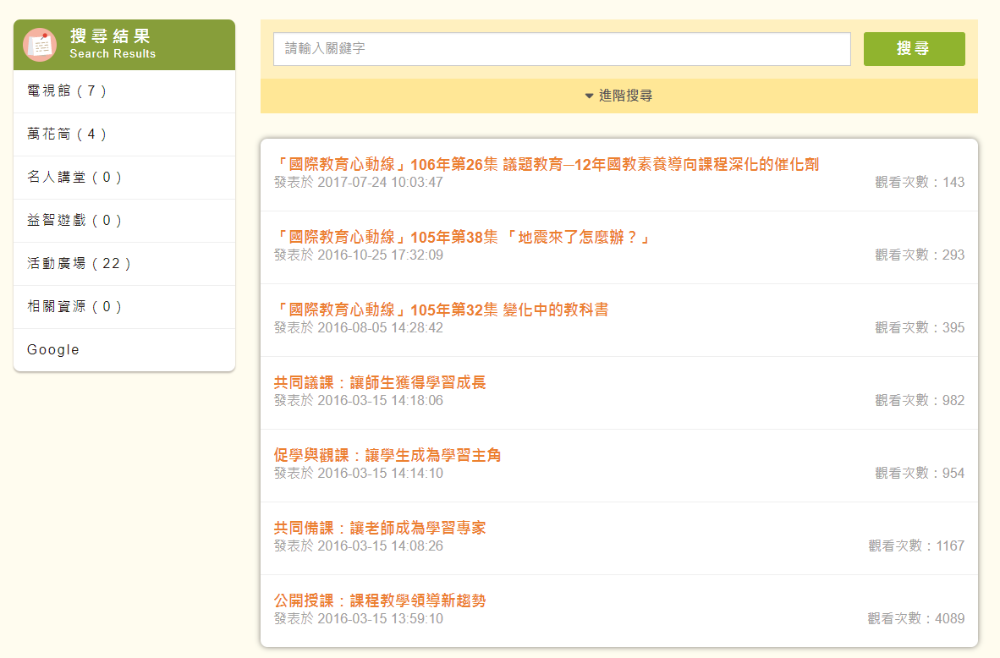 搜尋結果
Search Results
電視館 ( 7 )
萬花筒 ( 4 )
名人講堂 ( 0 )
益智遊戲 ( 0 )
活動廣場 ( 22 )
相關資源 ( 0 )
Google
請輸入關鍵字
搜尋
進階搜尋
「國際教育心動線」106年第26集 議題教育─12年國教素養導向課程深化的催化劑
發表於 2017-07-24 10:03:47
觀看次數：143
「國際教育心動線」105年第38集 「地震來了怎麼辦？」
發表於 2016-10-25 17:32:09
觀看次數：293
「國際教育心動線」105年第32集 變化中的教科書
發表於 2016-08-05 14:28:42
觀看次數：395
共同議課：讓師生獲得學習成長
發表於 2016-03-15 14:18:06
觀看次數：982
促學與觀課：讓學生成為學習主角
發表於 2016-03-15 14:14:10
觀看次數：954
共同備課：讓老師成為學習專家
發表於 2016-03-15 14:08:26
觀看次數：1167
公開授課：課程教學領導新趨勢
發表於 2016-03-15 13:59:10
觀看次數：4089